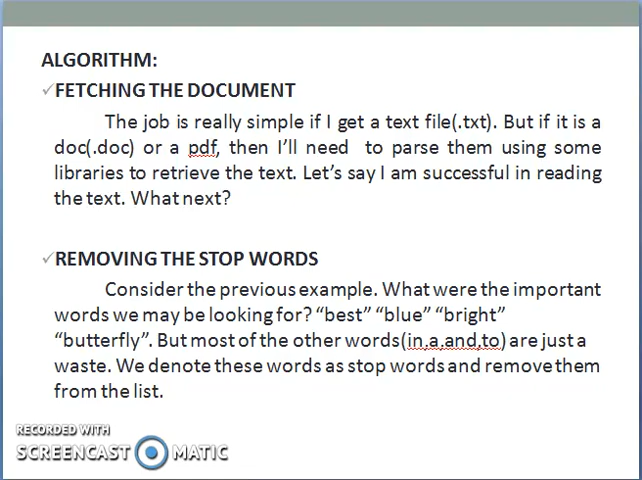 ALGORITHM:
✓FETCHING THE DOCUMENT
The job is really simple if I get a text file(.txt). But if it is a
doc(.doc) or a pdf, then I’ll need to parse them using some
libraries to retrieve the text. Let’s say I am successful in reading
the text. What next?
✓REMOVING THE STOP WORDS
Consider the previous example. What were the important
words we may be looking for? “best” “blue” “bright”
“butterfly”. But most of the other words(in,a,and,to) are just a
waste. We denote these words as stop words and remove them
from the list.
RECORDED WITH
SCREENCAST MATIC